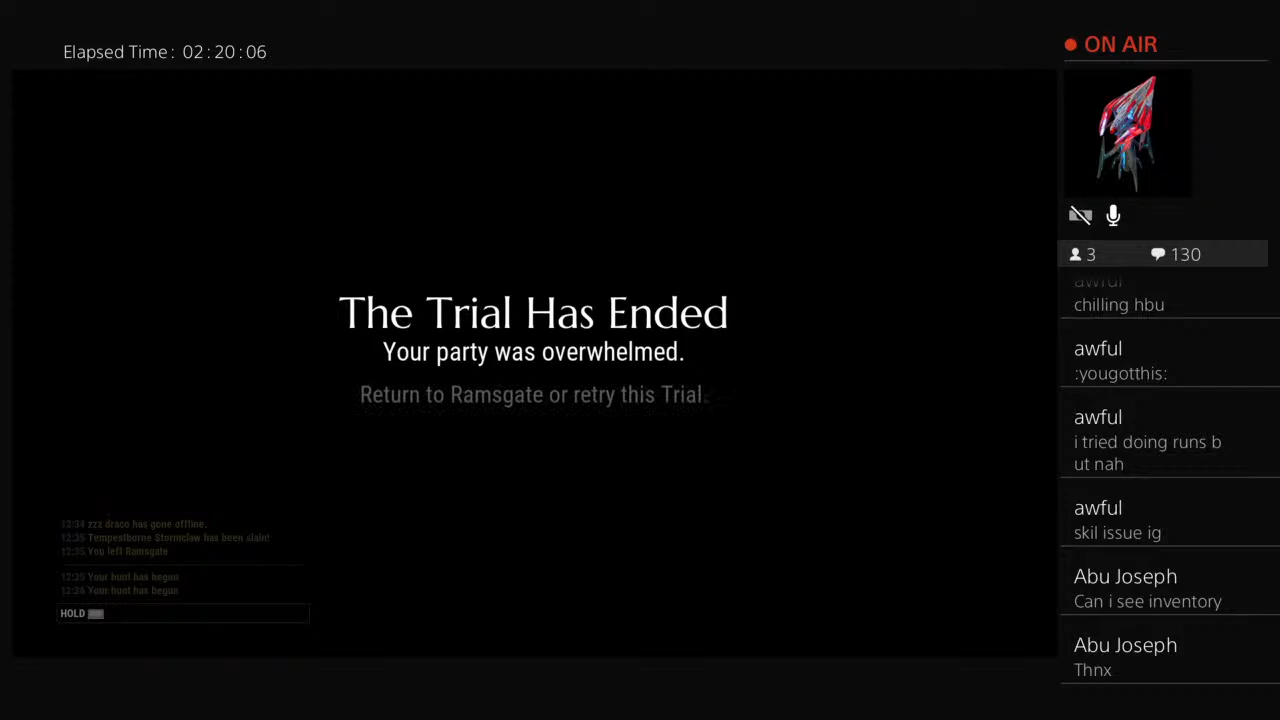 Elapsed Time: 02:20:06
ON AIR
3 130
The Trial Has Ended
Your party was overwhelmed.
Return to Ramsgate or retry this Trial.
12:34 zzz draco has gone offline.
12:35 Tempestborne Stormclaw has been slain!
12:35 You left Ramsgate
12:35 Your hunt has begun
12:36 Your hunt has begun
HOLD
awful
chilling hbu
awful
:yougotthis:
awful
i tried doing runs b
ut nah
awful
skil issue ig
Abu Joseph
Can i see inventory
Abu Joseph
Thnx